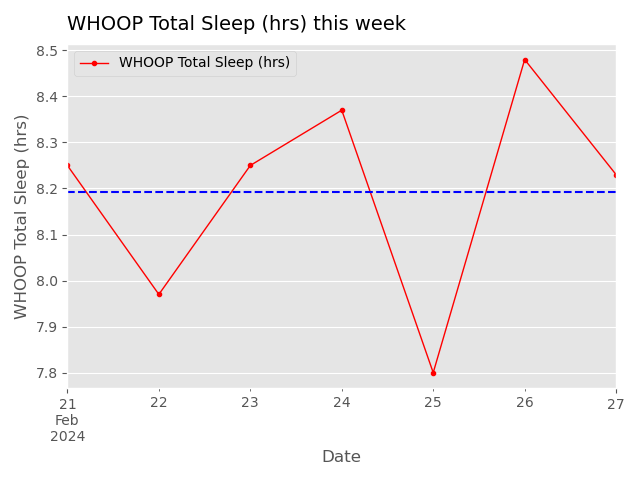 WHOOP Total Sleep (hrs) this week
WHOOP Total Sleep (hrs)
WHOOP Total Sleep (hrs)
8.5
8.4
8.3
8.2
8.1
8.0
7.9
7.8
21 22 23 24 25 26 27
Feb
2024
Date